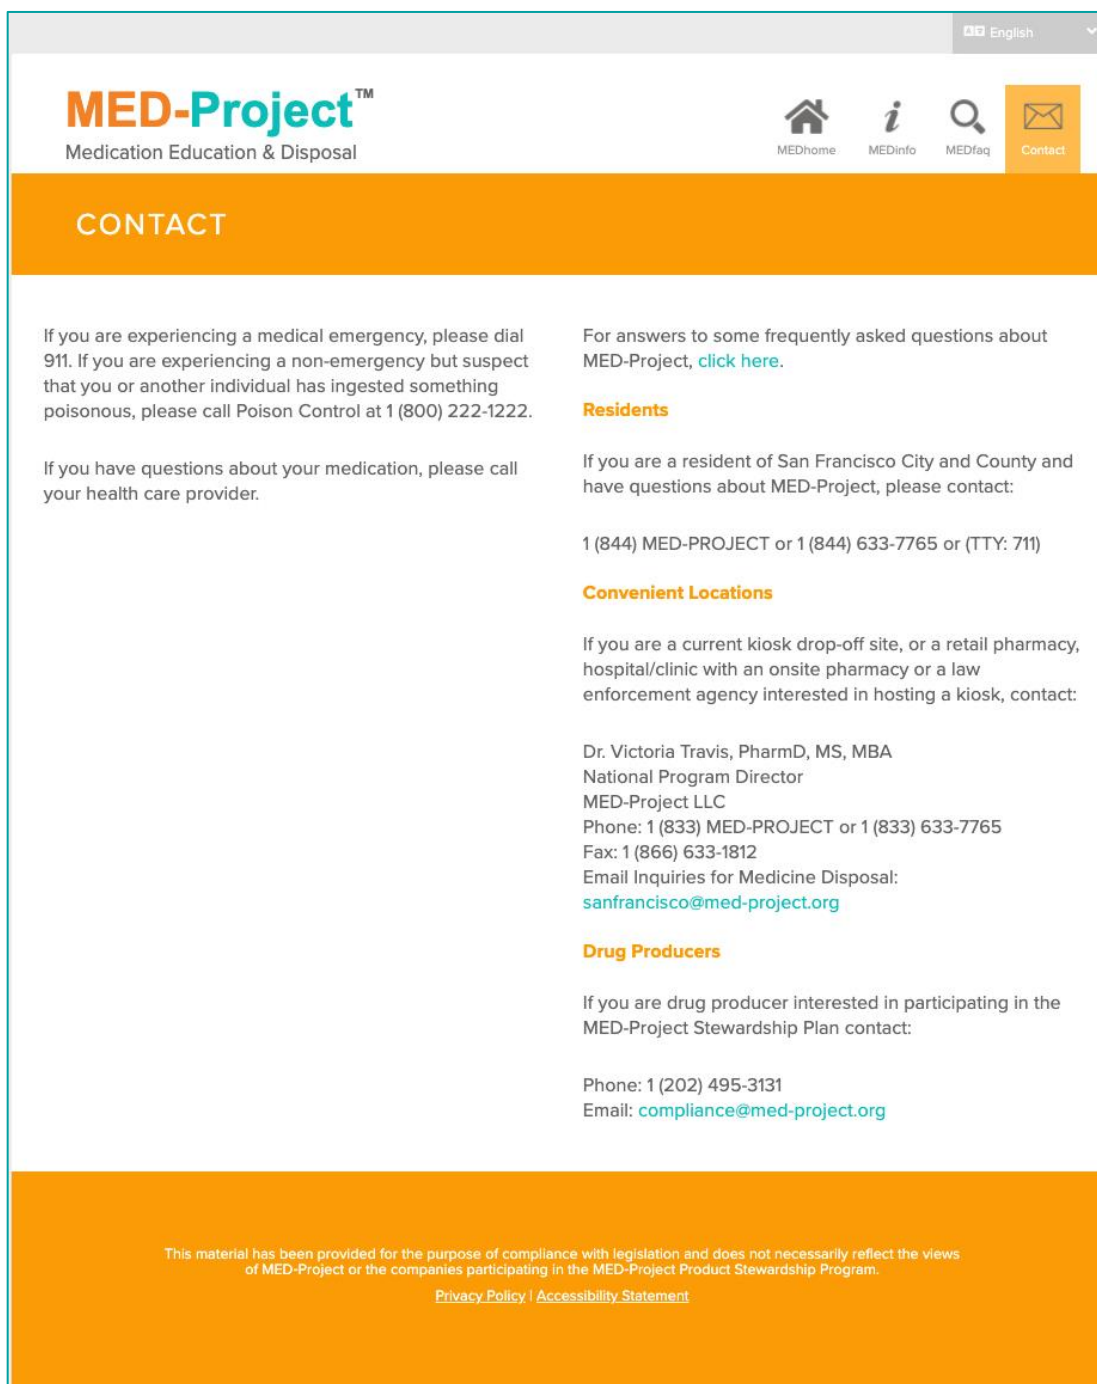 English
MED-Project™
Medication Education & Disposal
MEDhome
MEDinfo
MEDfaq
Contact
CONTACT
If you are experiencing a medical emergency, please dial
911. If you are experiencing a non-emergency but suspect
that you or another individual has ingested something
poisonous, please call Poison Control at 1 (800) 222-1222.
If you have questions about your medication, please call
your health care provider.
For answers to some frequently asked questions about
MED-Project, click here.
Residents
If you are a resident of San Francisco City and County and
have questions about MED-Project, please contact:
1 (844) MED-PROJECT or 1 (844) 633-7765 or (TTY: 711)
Convenient Locations
If you are a current kiosk drop-off site, or a retail pharmacy,
hospital/clinic with an onsite pharmacy or a law
enforcement agency interested in hosting a kiosk, contact:
Dr. Victoria Travis, PharmD, MS, MBA
National Program Director
MED-Project LLC
Phone: 1 (833) MED-PROJECT or 1 (833) 633-7765
Fax: 1 (866) 633-1812
Email Inquiries for Medicine Disposal:
sanfrancisco@med-project.org
Drug Producers
If you are drug producer interested in participating in the
MED-Project Stewardship Plan contact:
Phone: 1 (202) 495-3131
Email: compliance@med-project.org
This material has been provided for the purpose of compliance with legislation and does not necessarily reflect the views
of MED-Project or the companies participating in the MED-Project Product Stewardship Program.
Privacy Policy | Accessibility Statement